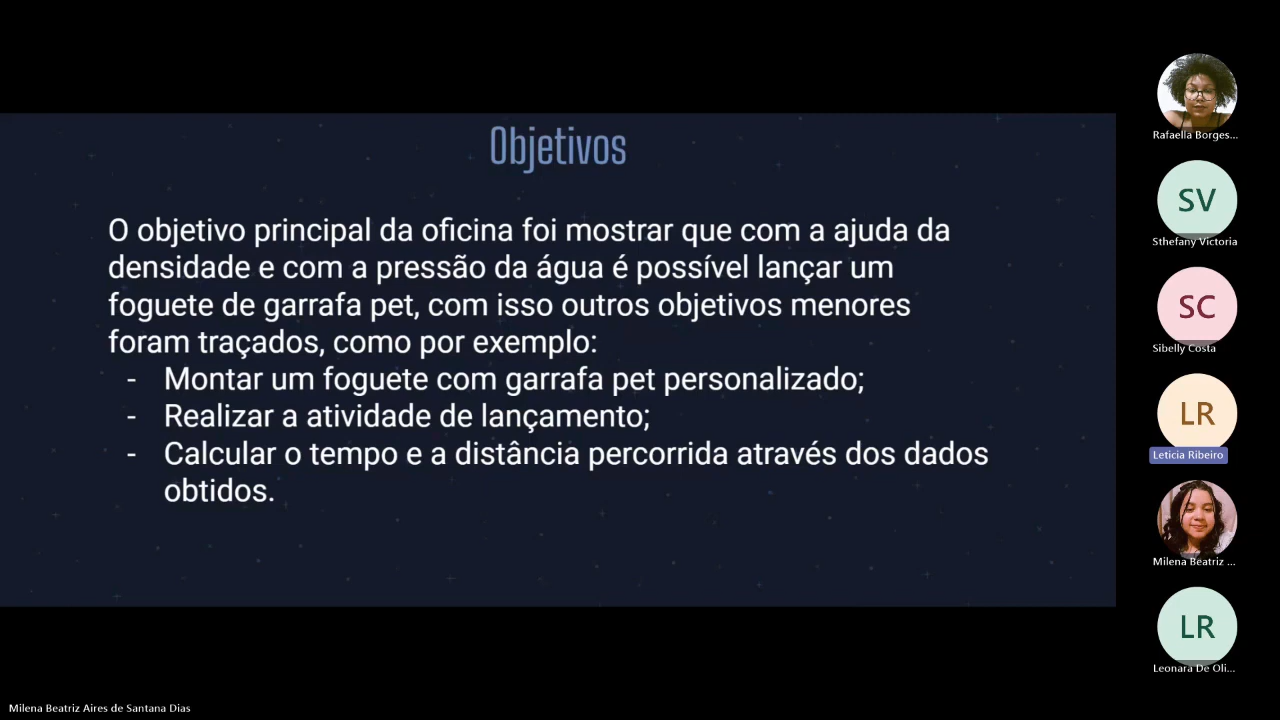 Objetivos
O objetivo principal da oficina foi mostrar que com a ajuda da
densidade e com a pressão da água é possível lançar um
foguete de garrafa pet, com isso outros objetivos menores
foram traçados, como por exemplo:
- Montar um foguete com garrafa pet personalizado;
- Realizar a atividade de lançamento;
- Calcular o tempo e a distância percorrida através dos dados
obtidos.
Rafaella Borges...
SV
Sthefany Victoria
SC
Sibelly Costa
LR
Leticia Ribeiro
Milena Beatriz ...
LR
Leonara De Oli...
Milena Beatriz Aires de Santana Dias